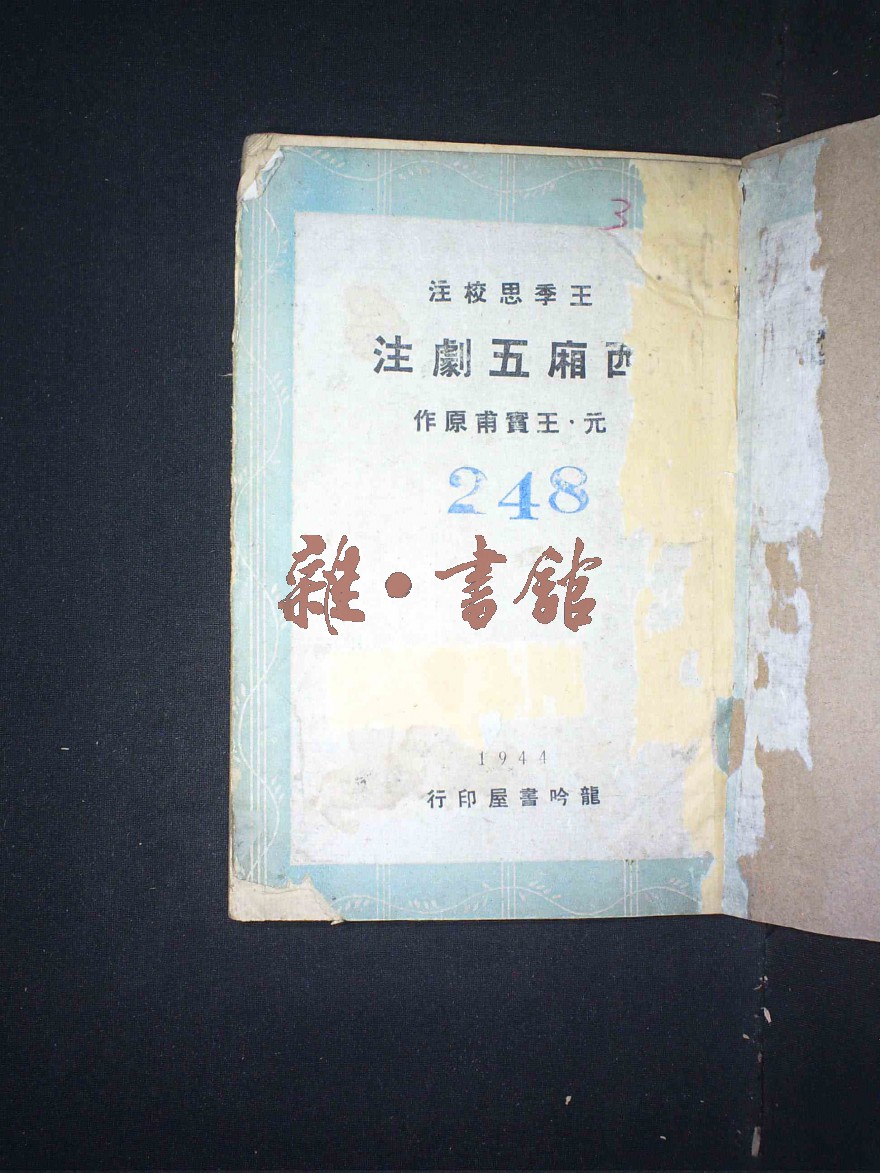 3
王季思校注
西廂五劇注
元·王實甫原作
248
雜·書館
1944
龍吟書屋印行